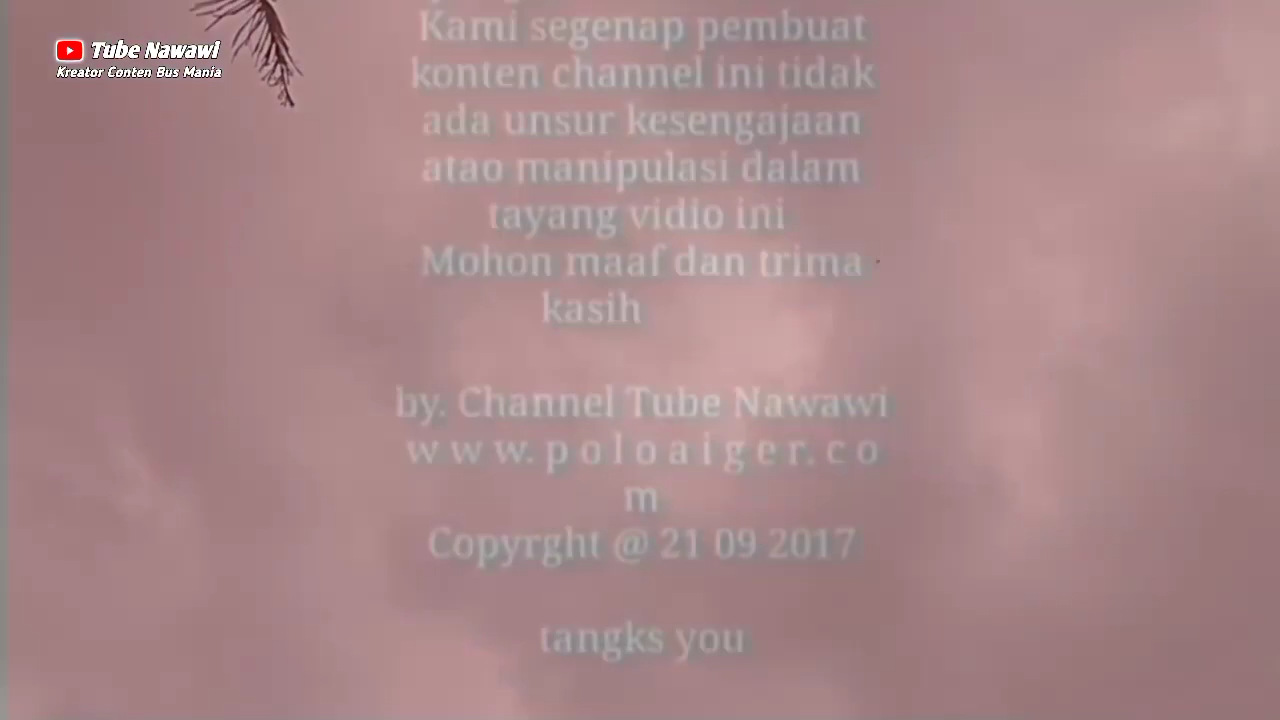 Tube Nawawi
Kreator Conten Bus Mania
Kami segenap pembuat
konten channel ini tidak
ada unsur kesengajaan
atao manipulasi dalam
tayang vidio ini
Mohon maaf dan trima
kasih
by. Channel Tube Nawawi
w w w. p o l o a i g e r. c o
m
Copyrght @ 21 09 2017
tangks you